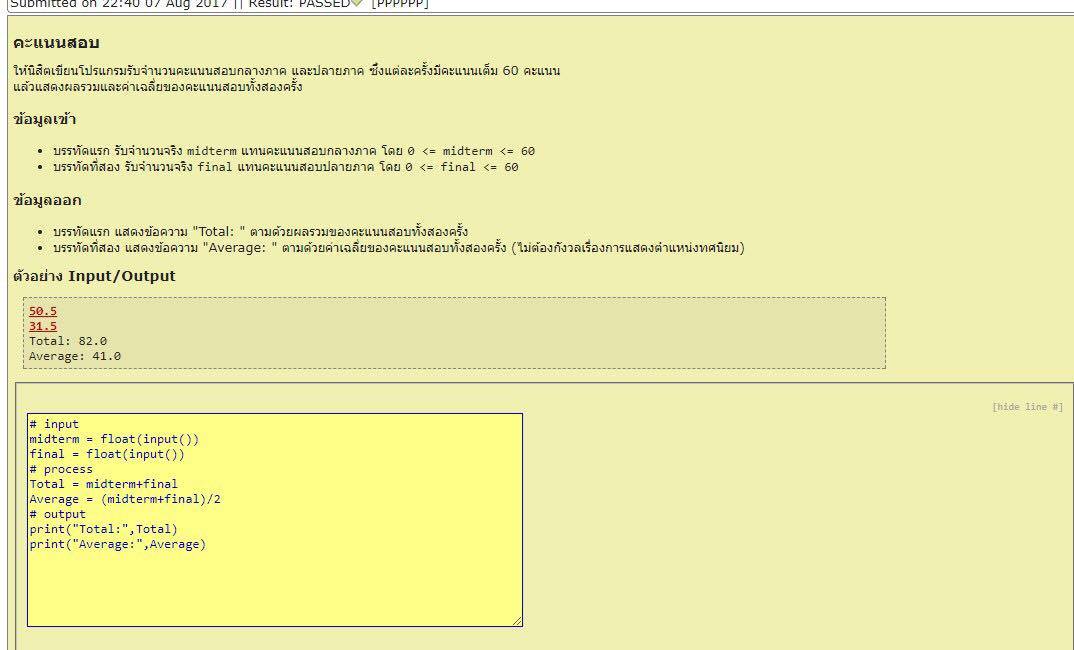 Submitted on 22:40 07 Aug 2017 || Result: PASSED [PPPPPP]
คะแนนสอบ
ให้นิสิตเขียนโปรแกรมรับจำนวนคะแนนสอบกลางภาค และปลายภาค ซึ่งแต่ละครั้งมีคะแนนเต็ม 60 คะแนน
แล้วแสดงผลรวมและค่าเฉลี่ยของคะแนนสอบทั้งสองครั้ง
ข้อมูลเข้า
• บรรทัดแรก รับจำนวนจริง midterm แทนคะแนนสอบกลางภาค โดย 0 <= midterm <= 60
• บรรทัดที่สอง รับจำนวนจริง final แทนคะแนนสอบปลายภาค โดย 0 <= final <= 60
ข้อมูลออก
• บรรทัดแรก แสดงข้อความ "Total: " ตามด้วยผลรวมของคะแนนสอบทั้งสองครั้ง
• บรรทัดที่สอง แสดงข้อความ "Average: " ตามด้วยค่าเฉลี่ยของคะแนนสอบทั้งสองครั้ง (ไม่ต้องกังวลเรื่องการแสดงตำแหน่งทศนิยม)
ตัวอย่าง Input/Output
50.5
31.5
Total: 82.0
Average: 41.0
[hide line #]
# input
midterm = float(input())
final = float(input())
# process
Total = midterm+final
Average = (midterm+final)/2
# output
print("Total:",Total)
print("Average:",Average)